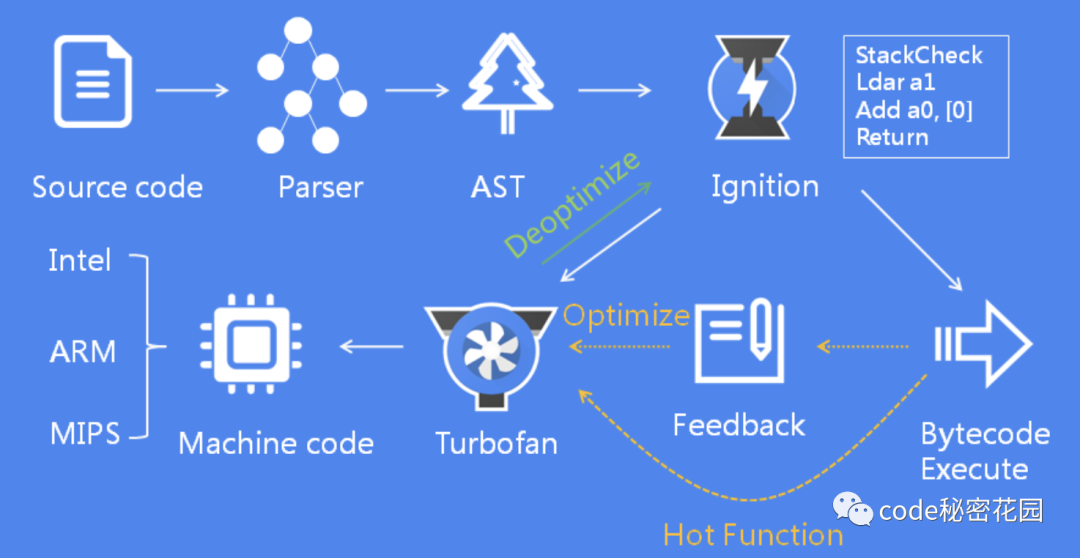 StackCheck
Ldar a1
Add a0, [0]
Return
Source code
Parser
AST
Ignition
Deoptimize
Intel
ARM
MIPS
Machine code
Turbofan
Optimize
Feedback
Bytecode
Execute
Hot Function
code秘密花园